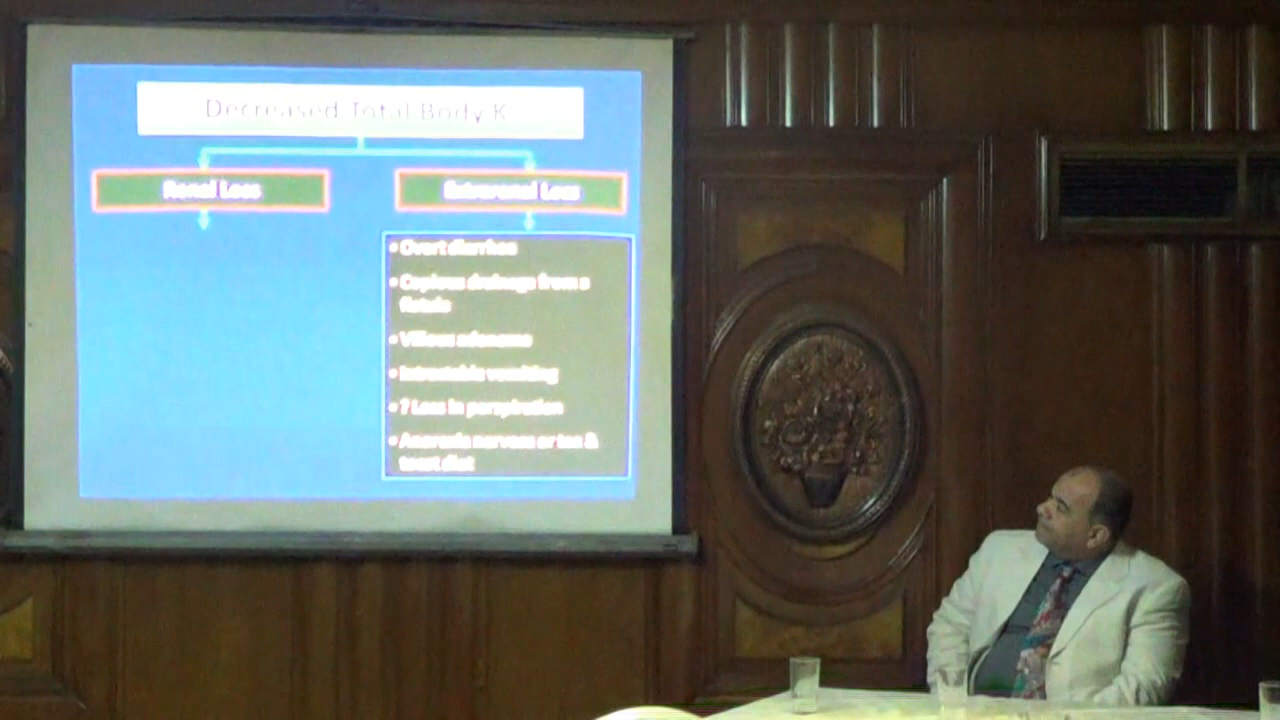 Decreased Total Body K
Renal Loss
Extrarenal Loss
• Overt diarrhea
• Copious drainage from a
fistula
• Villous adenoma
• Intractable vomiting
• ? Loss in perspiration
• Anorexia nervosa or tea &
toast diet